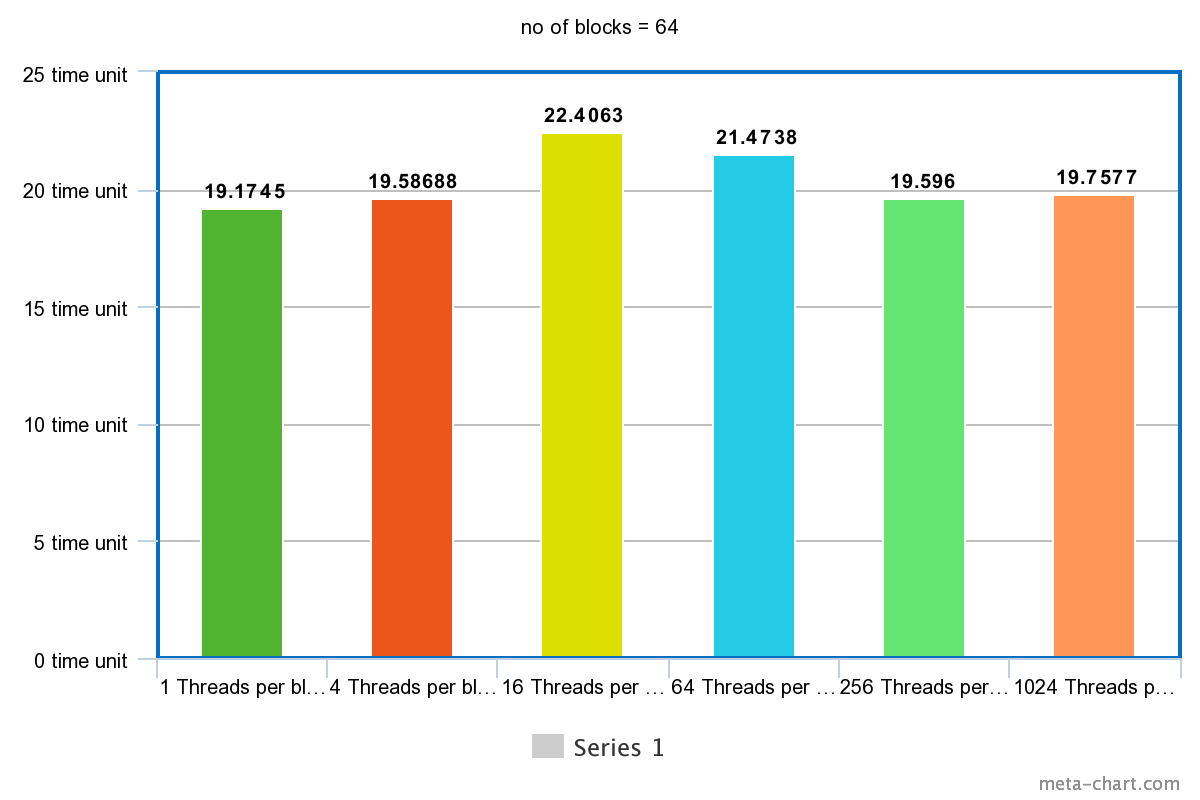 no of blocks = 64
25 time unit
20 time unit
15 time unit
10 time unit
5 time unit
0 time unit
19.1745
19.58688
22.4063
21.4738
19.596
19.7577
1 Threads per bl... 4 Threads per bl... 16 Threads per ... 64 Threads per ... 256 Threads per... 1024 Threads p...
Series 1
meta-chart.com